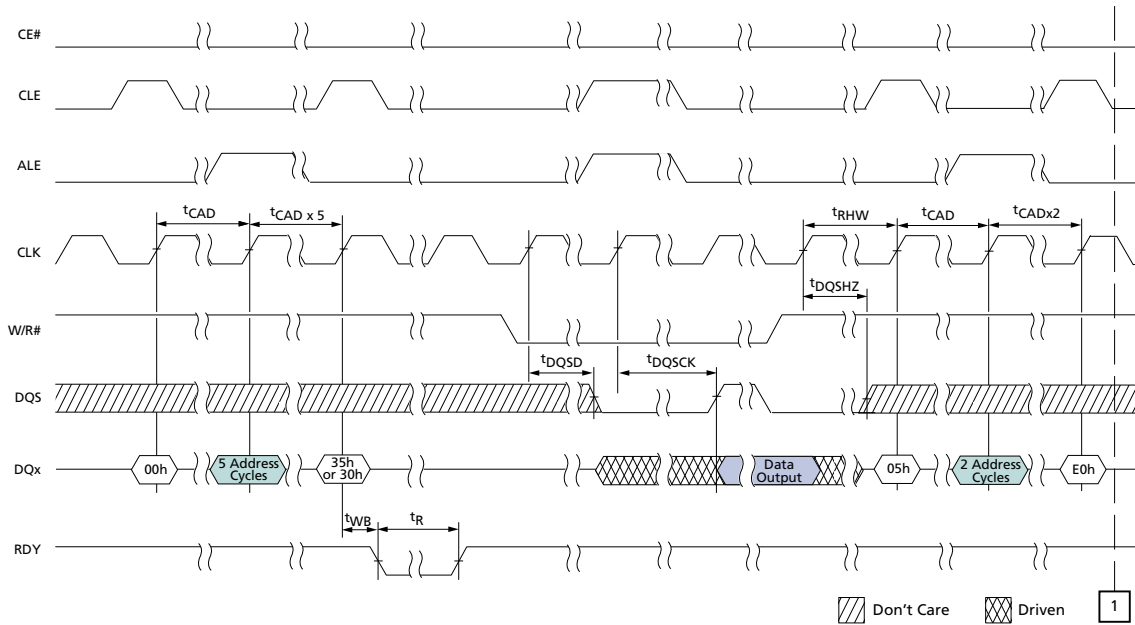 CE#
CLE
ALE
tCAD
tCAD x 5
tRHW
tCAD
tCADx2
CLK
tDQSHZ
W/R#
tDQSD
tDQSCK
DQS
DQx
00h
5 Address
Cycles
35h
or 30h
Data
Output
05h
2 Address
Cycles
E0h
tWB
tR
RDY
Don't Care
Driven
1